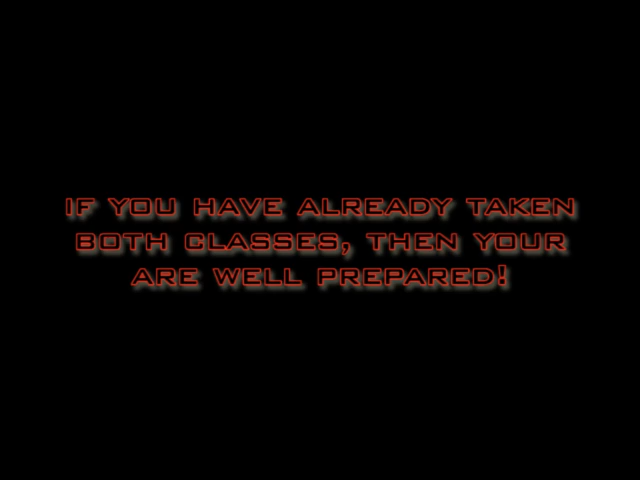 IF YOU HAVE ALREADY TAKEN
BOTH CLASSES, THEN YOUR
ARE WELL PREPARED!